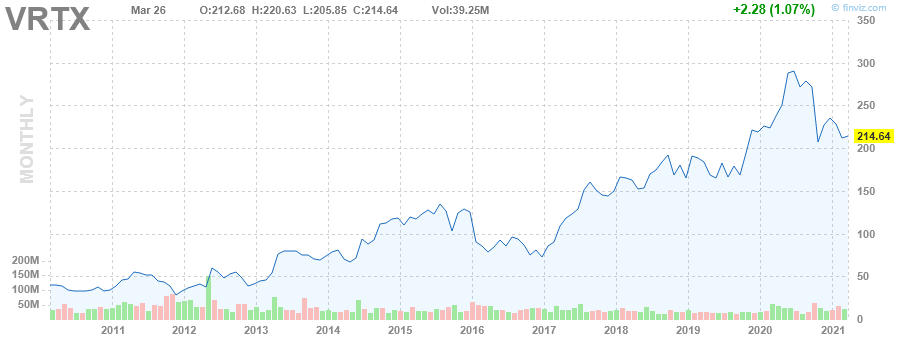 VRTX Mar 26 O:212.68 H:220.63 L:205.85 C:214.64 Vol:39.25M +2.28 (1.07%) © finviz.com
MONTHLY
350
300
250
214.64
200
150
100
50
0
200M
150M
100M
50M
2011 2012 2013 2014 2015 2016 2017 2018 2019 2020 2021